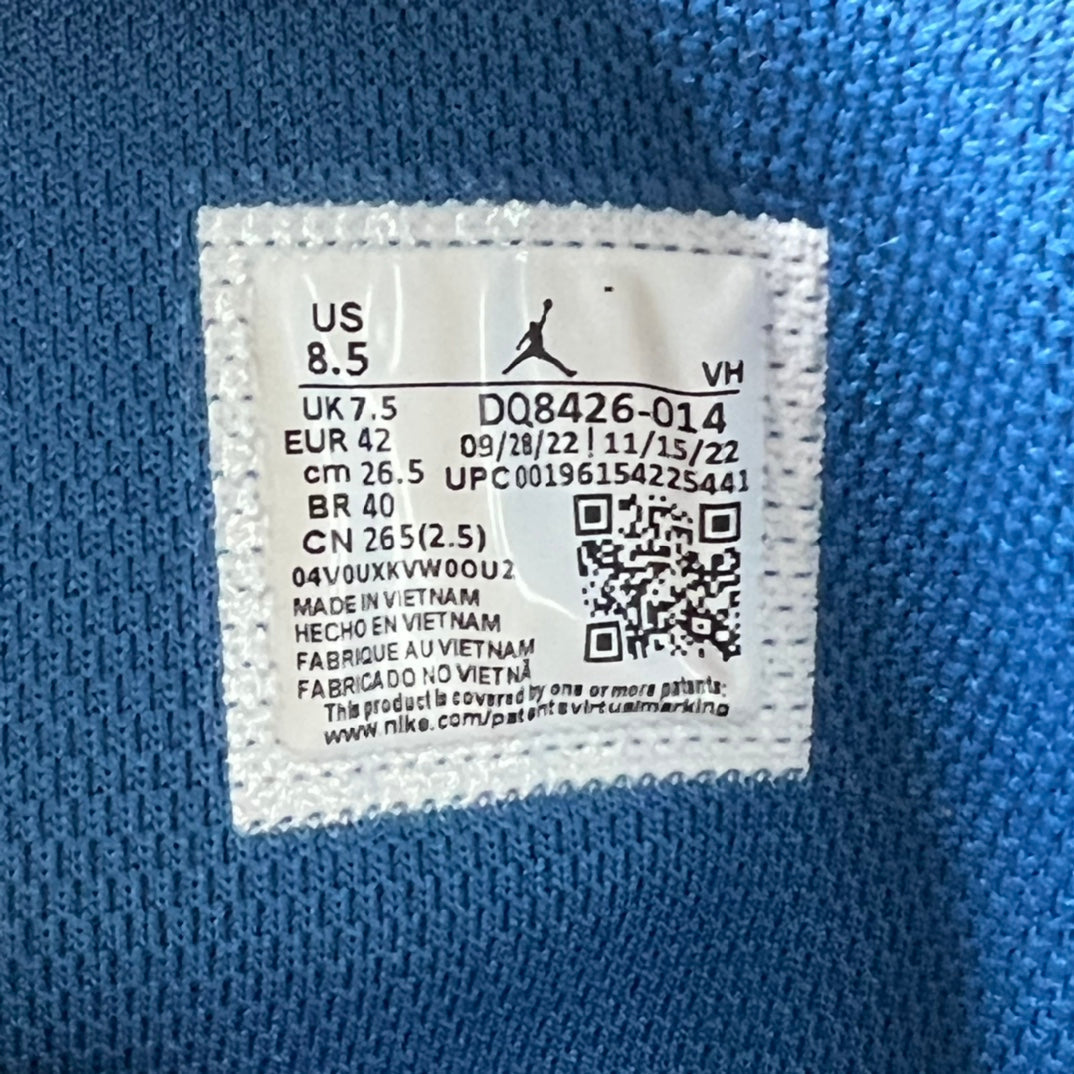 US
8.5
VH
UK 7.5
DQ8426-014
EUR 42
09/28/22 | 11/15/22
cm 26.5
UPC 00196154225441
BR 40
CN 265(2.5)
04V0UXKVW0OU2
MADE IN VIETNAM
HECHO EN VIETNAM
FABRIQUE AU VIETNAM
FABRICADO NO VIETNÃ
This product is covered by one or more patents:
www.nike.com/patentsvirtualmarking